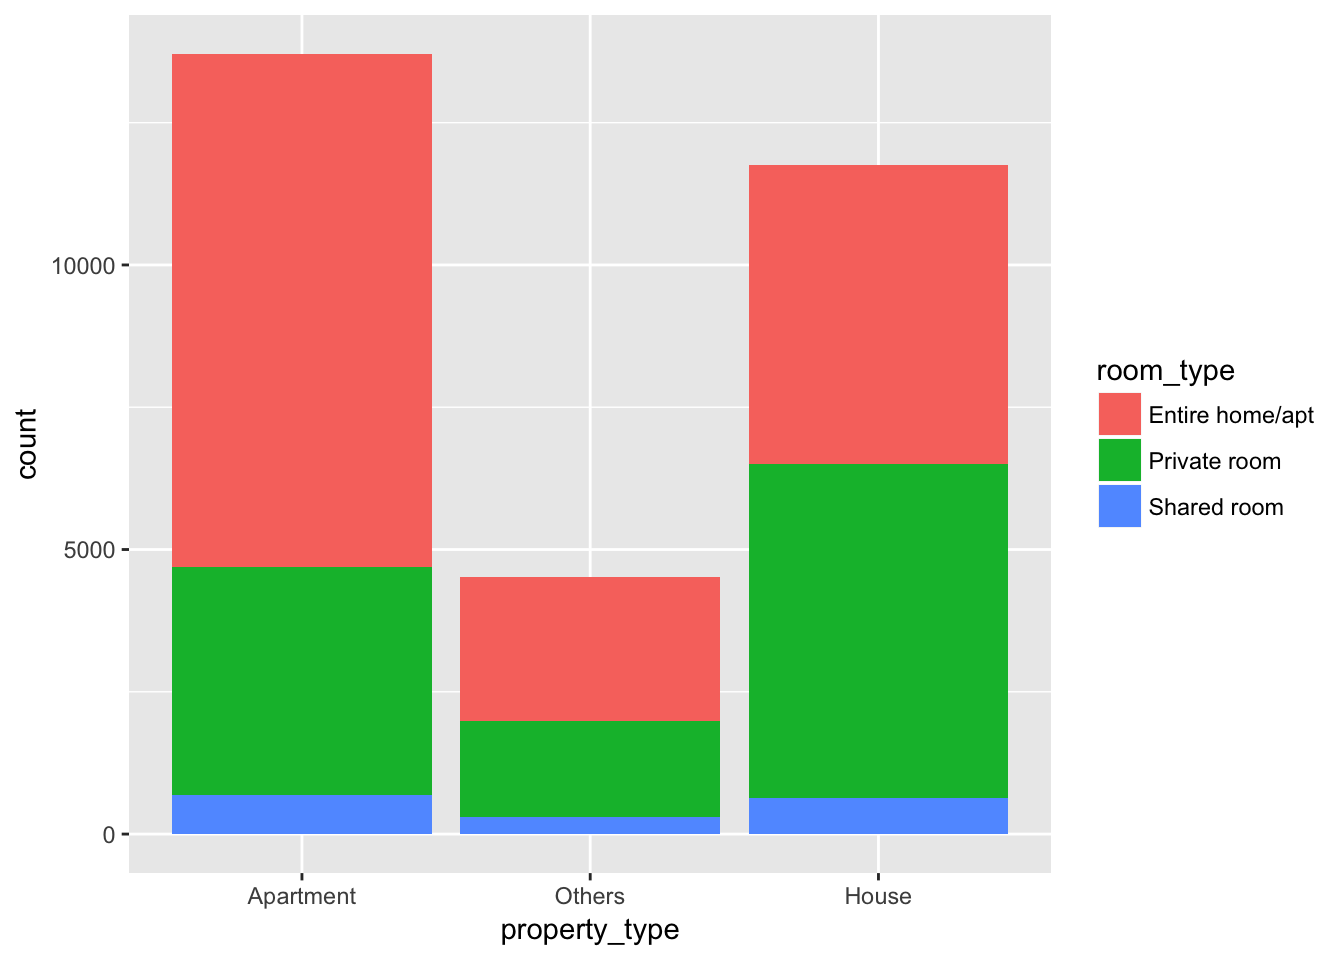 count
10000
5000
0
Apartment
Others
House
property_type
room_type
Entire home/apt
Private room
Shared room